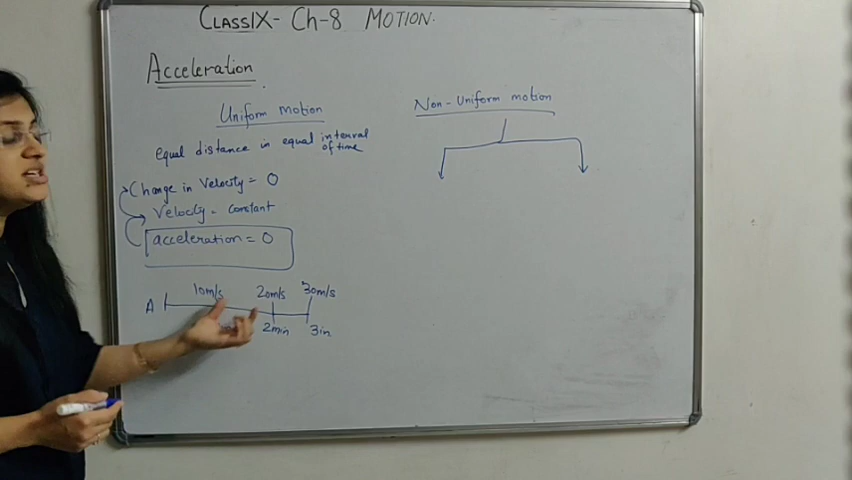 CLASSIX- Ch-8 MOTION.
Acceleration
Uniform motion
Equal distance in equal interval of time
Change in Velocity = 0
Velocity = constant
acceleration = 0
10m/s 20m/s 30m/s
A
2min 3in
Non-Uniform motion